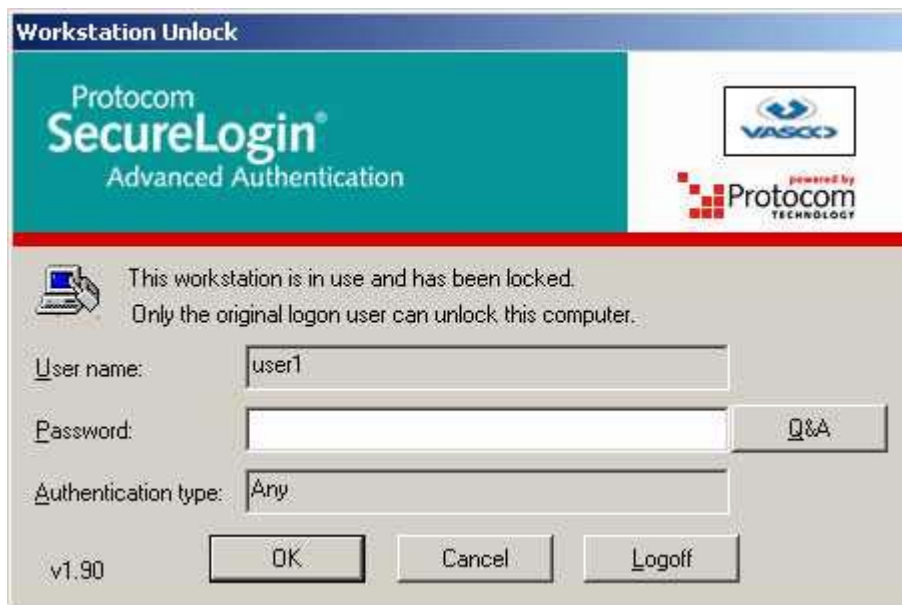 Workstation Unlock
Protocom
SecureLogin®
Advanced Authentication
VASCO
powered by
Protocom
TECHNOLOGY
This workstation is in use and has been locked.
Only the original logon user can unlock this computer.
User name: user1
Password: Q&A
Authentication type: Any
v1.90 OK Cancel Logoff